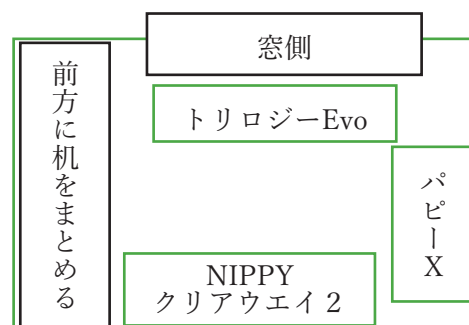 窓側
前方に机をまとめる
トリロジーEvo
パピーX
NIPPY
クリアウエイ２